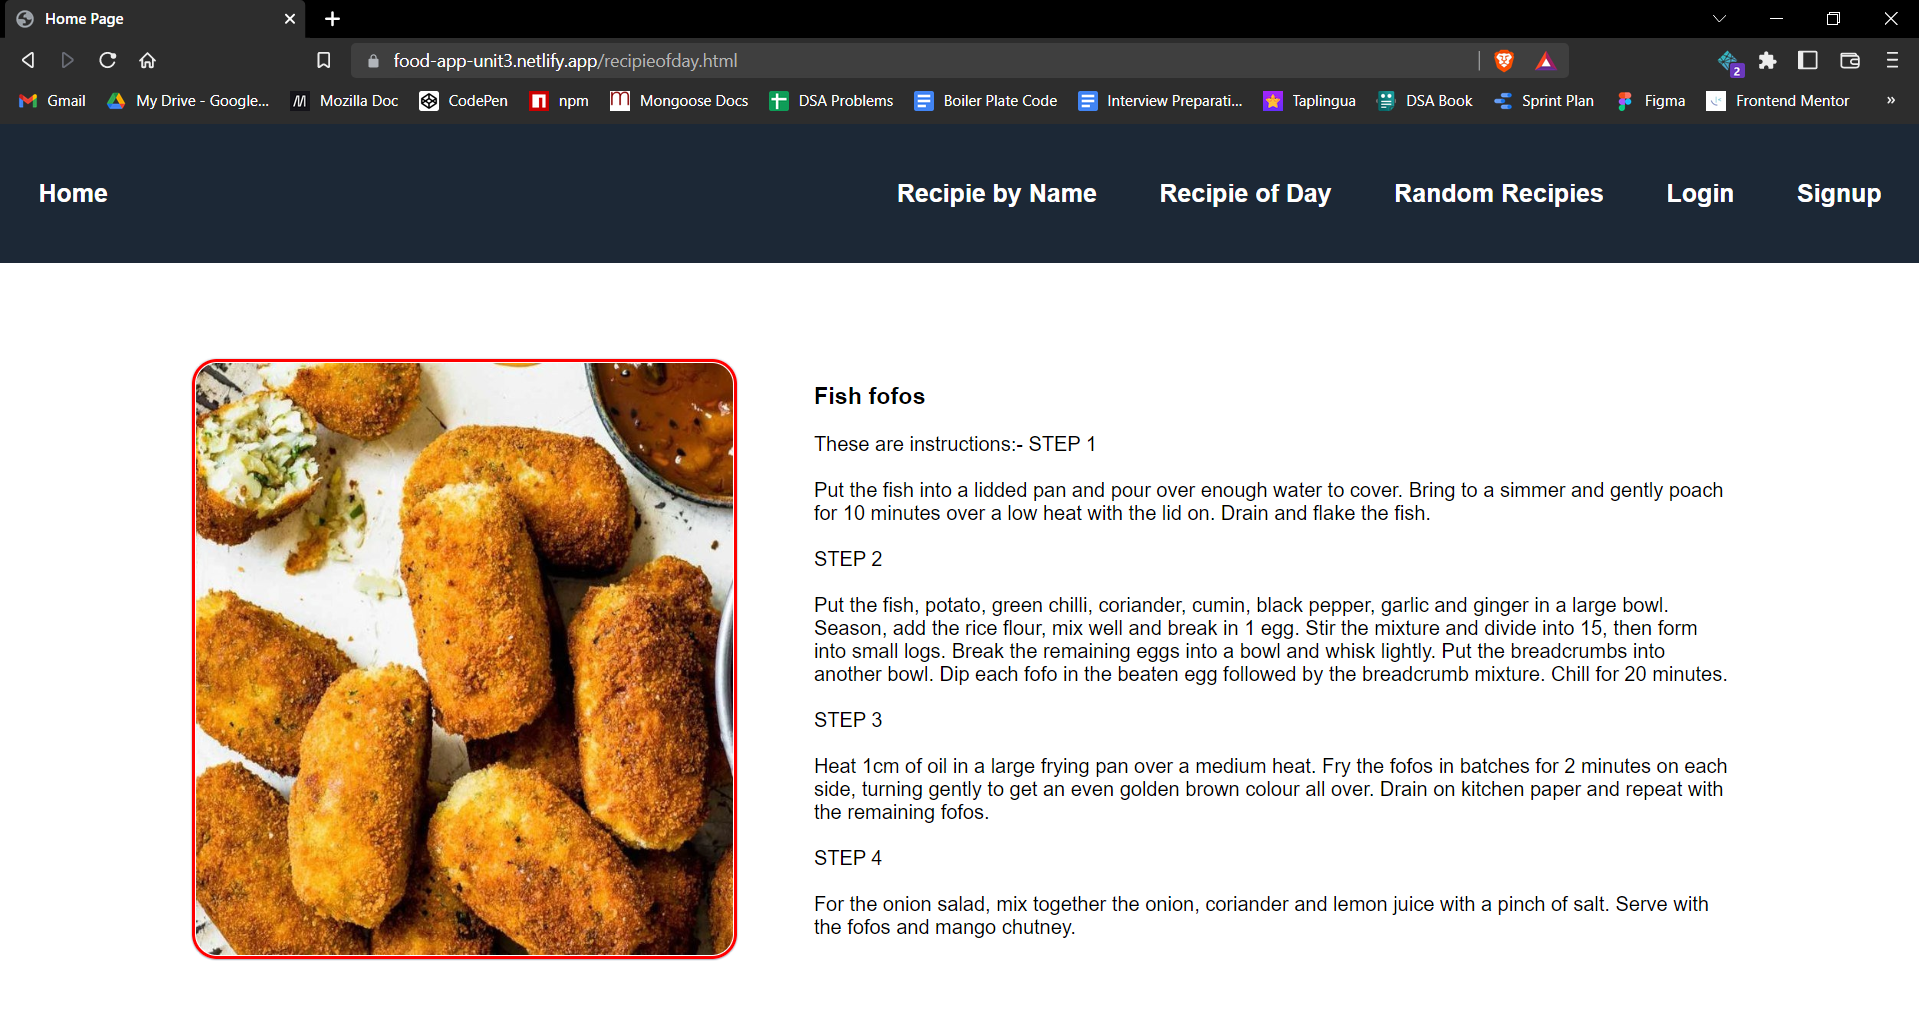 Home Page
food-app-unit3.netlify.app/recipieofday.html
2
Gmail My Drive - Google... Mozilla Doc CodePen npm Mongoose Docs DSA Problems Boiler Plate Code Interview Preparati... Taplingua DSA Book Sprint Plan Figma Frontend Mentor »
Home Recipie by Name Recipie of Day Random Recipies Login Signup
Fish fofos
These are instructions:- STEP 1
Put the fish into a lidded pan and pour over enough water to cover. Bring to a simmer and gently poach
for 10 minutes over a low heat with the lid on. Drain and flake the fish.
STEP 2
Put the fish, potato, green chilli, coriander, cumin, black pepper, garlic and ginger in a large bowl.
Season, add the rice flour, mix well and break in 1 egg. Stir the mixture and divide into 15, then form
into small logs. Break the remaining eggs into a bowl and whisk lightly. Put the breadcrumbs into
another bowl. Dip each fofo in the beaten egg followed by the breadcrumb mixture. Chill for 20 minutes.
STEP 3
Heat 1cm of oil in a large frying pan over a medium heat. Fry the fofos in batches for 2 minutes on each
side, turning gently to get an even golden brown colour all over. Drain on kitchen paper and repeat with
the remaining fofos.
STEP 4
For the onion salad, mix together the onion, coriander and lemon juice with a pinch of salt. Serve with
the fofos and mango chutney.